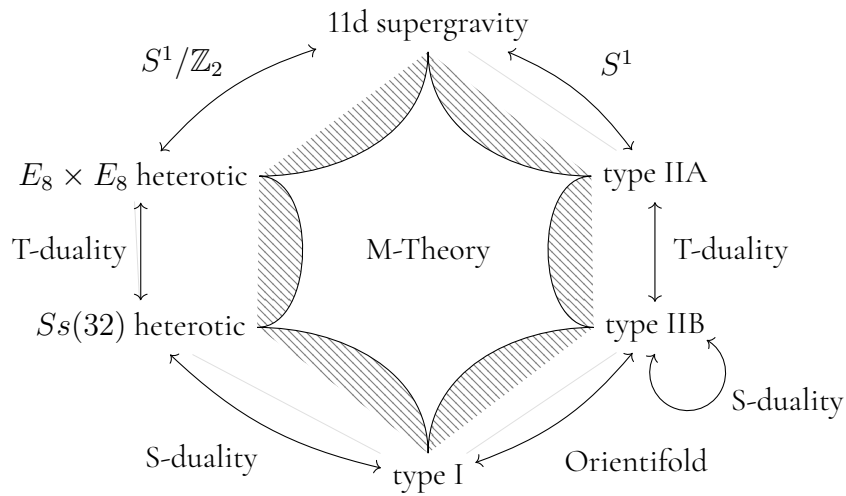 11d supergravity
S¹/ℤ₂
S¹
E₈ × E₈ heterotic
type IIA
T-duality
M-Theory
T-duality
Ss(32) heterotic
type IIB
S-duality
S-duality
type I
Orientifold